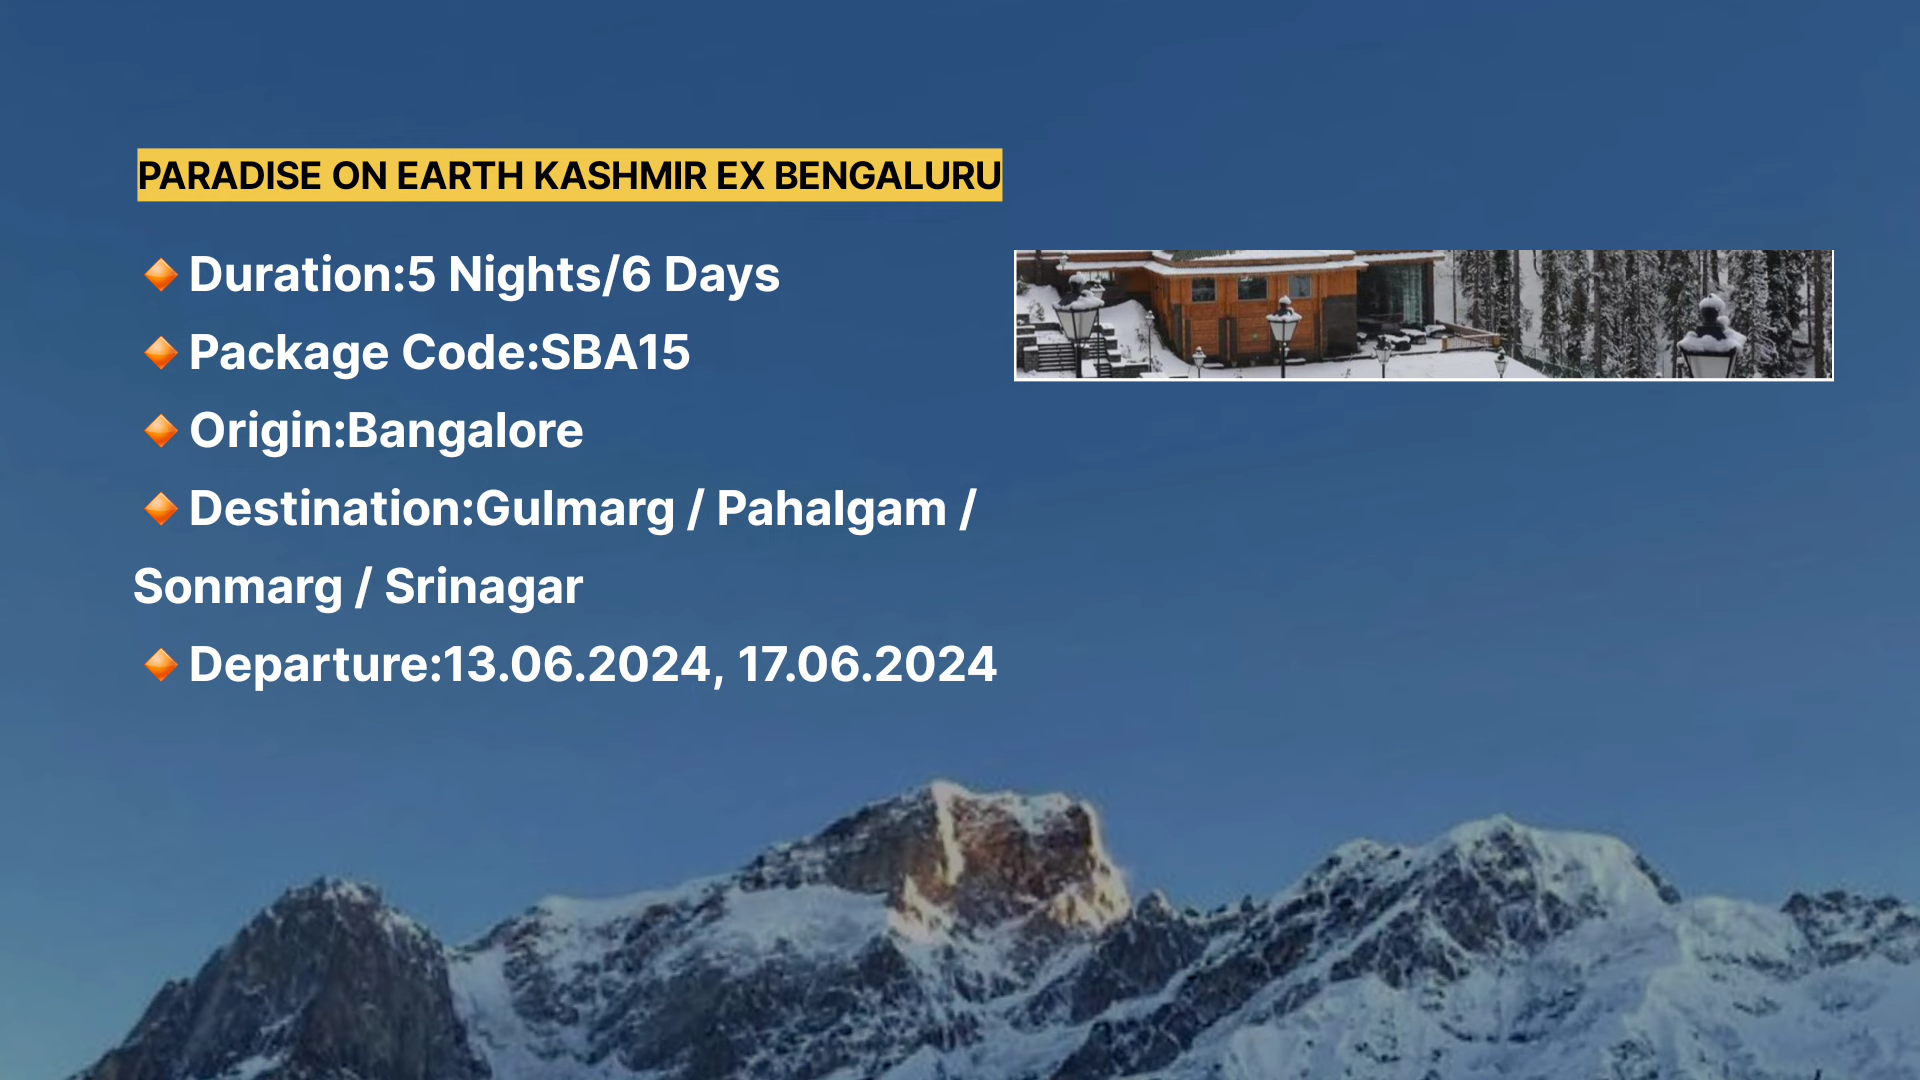 PARADISE ON EARTH KASHMIR EX BENGALURU
🔸Duration:5 Nights/6 Days
🔸Package Code:SBA15
🔸Origin:Bangalore
🔸Destination:Gulmarg / Pahalgam /
Sonmarg / Srinagar
🔸Departure:13.06.2024, 17.06.2024